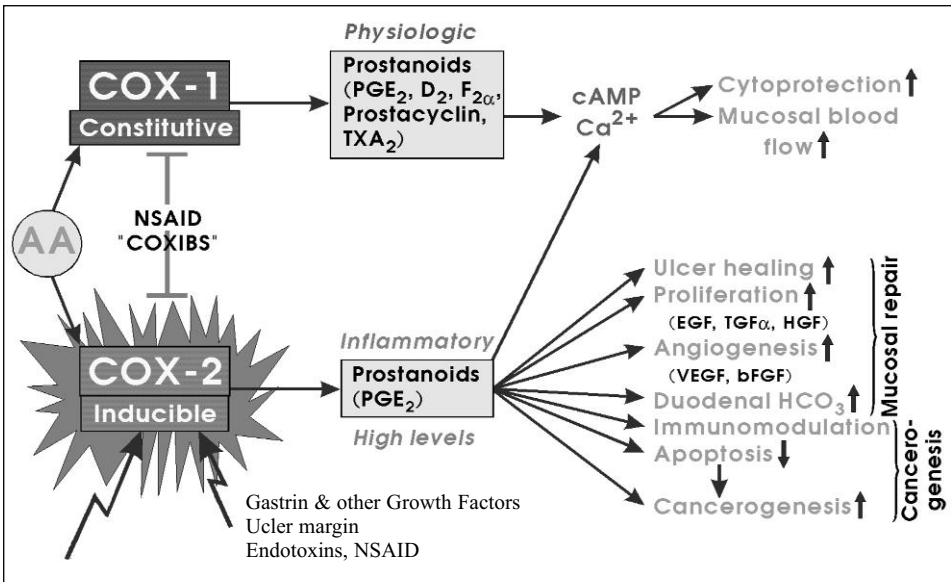 Physiologic
COX-1
Constitutive
Prostanoids
(PGE₂, D₂, F₂α,
Prostacyclin,
TXA₂)
cAMP
Ca²⁺
Cytoprotection
Mucosal blood
flow
AA
NSAID
"COXIBS"
COX-2
Inducible
Inflammatory
Prostanoids
(PGE₂)
High levels
Ulcer healing
Proliferation
(EGF, TGFα, HGF)
Angiogenesis
(VEGF, bFGF)
Duodenal HCO₃
Immunomodulation
Apoptosis
Cancerogenesis
Mucosal repair
Cancero-
genesis
Gastrin & other Growth Factors
Ucler margin
Endotoxins, NSAID